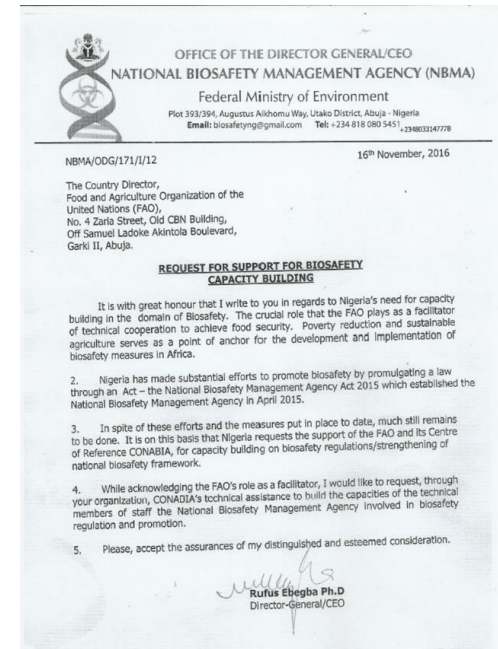 OFFICE OF THE DIRECTOR GENERAL/CEO
NATIONAL BIOSAFETY MANAGEMENT AGENCY (NBMA)
Federal Ministry of Environment
Plot 393/394, Augustus Aikhomu Way, Utako District, Abuja - Nigeria
Email: biosafetyng@gmail.com Tel: +234 818 080 5451, +2348033147778
NBMA/ODG/171/I/12
16th November, 2016
The Country Director,
Food and Agriculture Organization of the
United Nations (FAO),
No. 4 Zaria Street, Old CBN Building,
Off Samuel Ladoke Akintola Boulevard,
Garki II, Abuja.
REQUEST FOR SUPPORT FOR BIOSAFETY
CAPACITY BUILDING
It is with great honour that I write to you in regards to Nigeria's need for capacity
building in the domain of Biosafety. The crucial role that the FAO plays as a facilitator
of technical cooperation to achieve food security. Poverty reduction and sustainable
agriculture serves as a point of anchor for the development and implementation of
biosafety measures in Africa.
2. Nigeria has made substantial efforts to promote biosafety by promulgating a law
through an Act – the National Biosafety Management Agency Act 2015 which established the
National Biosafety Management Agency in April 2015.
3. In spite of these efforts and the measures put in place to date, much still remains
to be done. It is on this basis that Nigeria requests the support of the FAO and its Centre
of Reference CONABIA, for capacity building on biosafety regulations/strengthening of
national biosafety framework.
4. While acknowledging the FAO's role as a facilitator, I would like to request, through
your organization, CONADIA's technical assistance to build the capacities of the technical
members of staff the National Biosafety Management Agency involved in biosafety
regulation and promotion.
5. Please, accept the assurances of my distinguished and esteemed consideration.
Rufus Ebegba Ph.D
Director-General/CEO